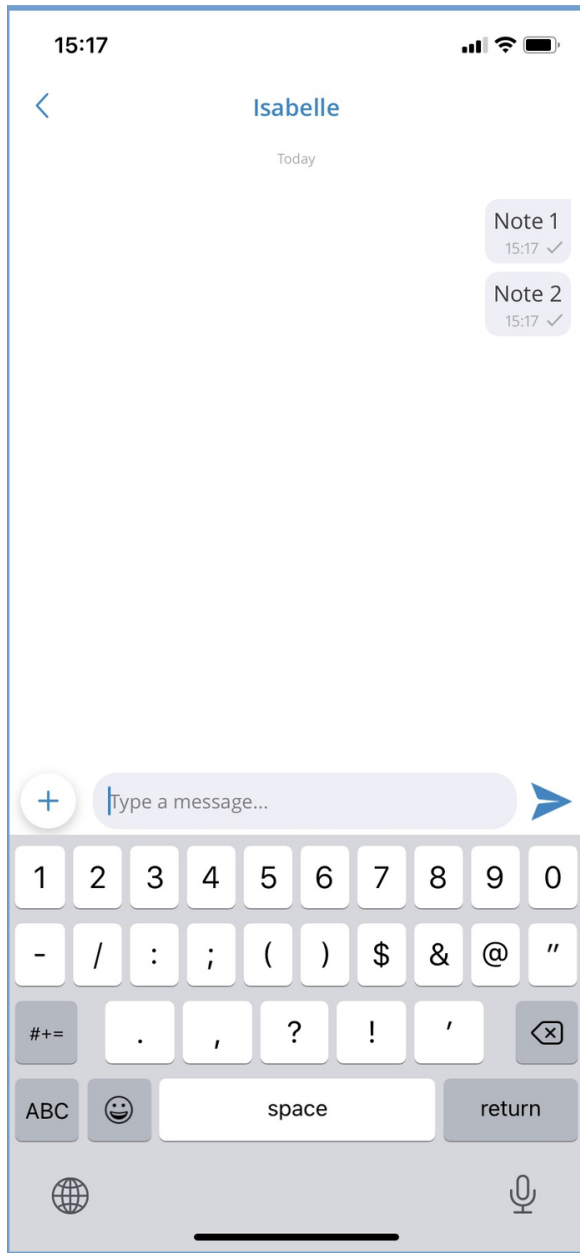 15:17
Isabelle
Today
Note 1
15:17
Note 2
15:17
Type a message...
1 2 3 4 5 6 7 8 9 0
- / : ; ( ) $ & @ "
#+= . , ? ! '
ABC space return